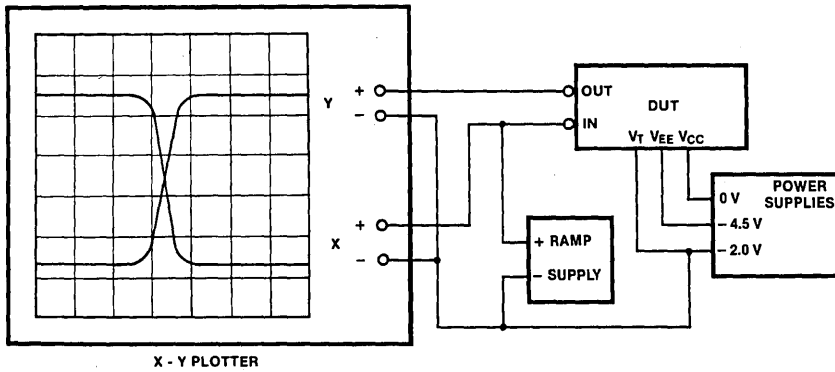 Y
+
−
X
+
−
OUT
IN
DUT
VT VEE VCC
+ RAMP
− SUPPLY
POWER
SUPPLIES
0 V
− 4.5 V
− 2.0 V
X - Y PLOTTER